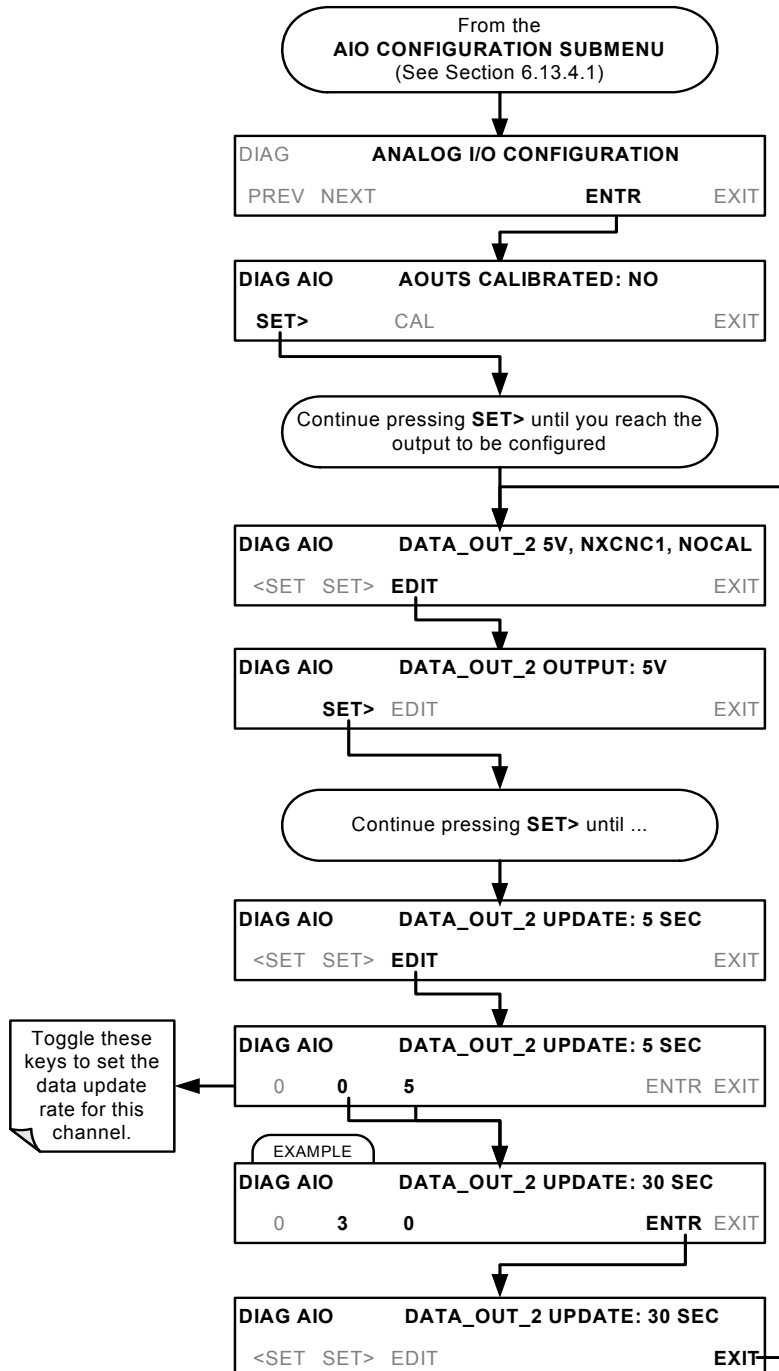 From the
AIO CONFIGURATION SUBMENU
(See Section 6.13.4.1)
DIAG ANALOG I/O CONFIGURATION
PREV NEXT ENTR EXIT
DIAG AIO AOUTS CALIBRATED: NO
SET> CAL EXIT
Continue pressing SET> until you reach the
output to be configured
DIAG AIO DATA_OUT_2 5V, NXCNC1, NOCAL
<SET SET> EDIT EXIT
DIAG AIO DATA_OUT_2 OUTPUT: 5V
SET> EDIT EXIT
Continue pressing SET> until ...
DIAG AIO DATA_OUT_2 UPDATE: 5 SEC
<SET SET> EDIT EXIT
Toggle these
keys to set the
data update
rate for this
channel.
DIAG AIO DATA_OUT_2 UPDATE: 5 SEC
0 0 5 ENTR EXIT
EXAMPLE
DIAG AIO DATA_OUT_2 UPDATE: 30 SEC
0 3 0 ENTR EXIT
DIAG AIO DATA_OUT_2 UPDATE: 30 SEC
<SET SET> EDIT EXIT